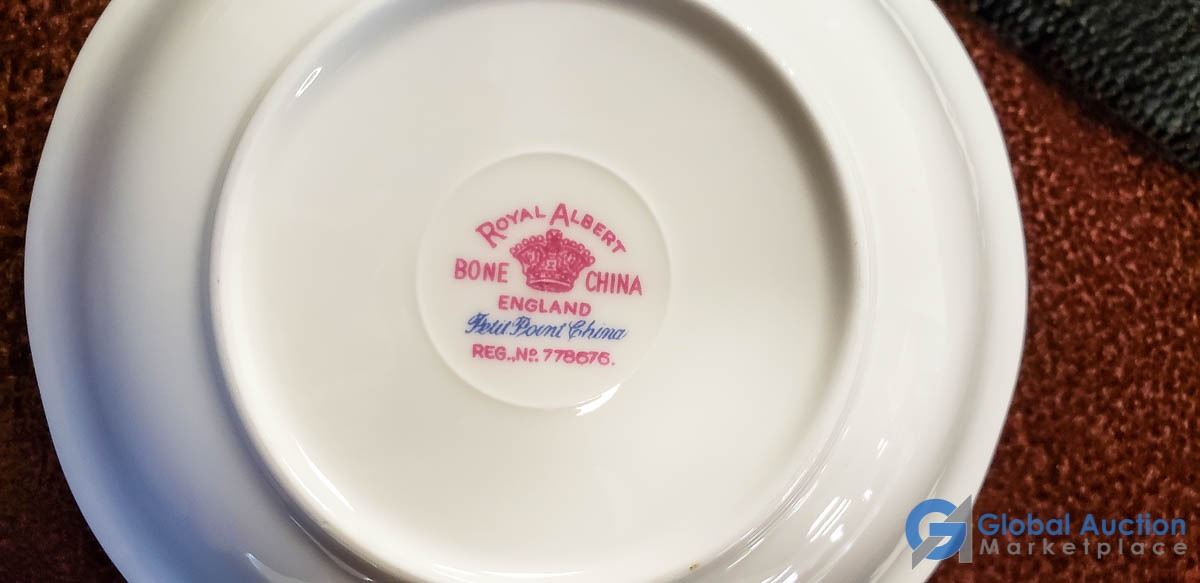 ROYAL ALBERT
BONE CHINA
ENGLAND
Petit Point China
REG., No. 778676.
Global Auction
Marketplace